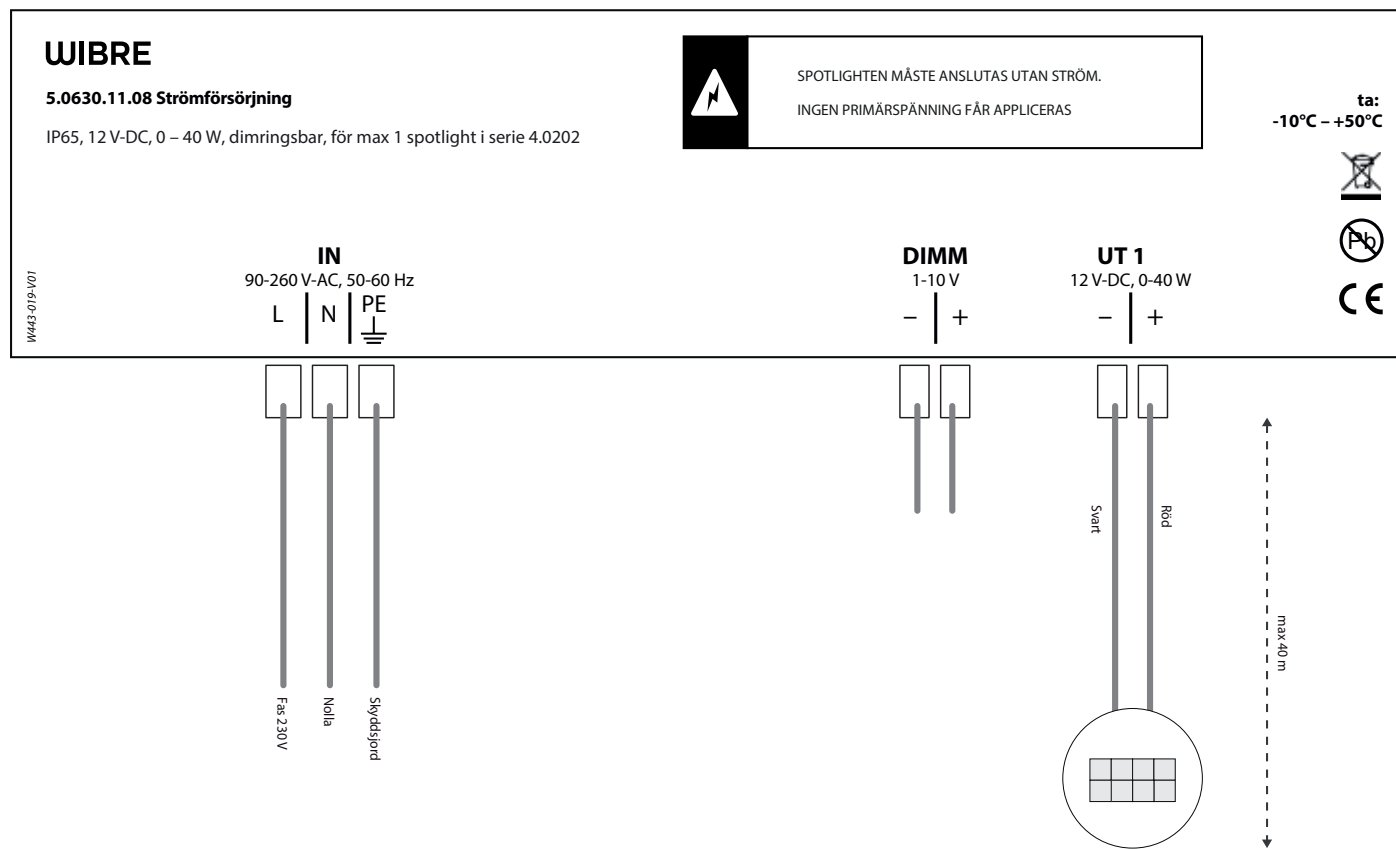 WIBRE
5.0630.11.08 Strömförsörjning
IP65, 12 V-DC, 0 – 40 W, dimringsbar, för max 1 spotlight i serie 4.0202
SPOTLIGHTEN MÅSTE ANSLUTAS UTAN STRÖM.
INGEN PRIMÄRSPÄNNING FÅR APPLICERAS
ta:
-10°C – +50°C
Pb
CE
W443-019-V01
IN
90-260 V-AC, 50-60 Hz
L N PE
DIMM
1-10 V
– +
UT 1
12 V-DC, 0-40 W
– +
Svart
Röd
max 40 m
Fas 230 V
Nolla
Skyddsjord